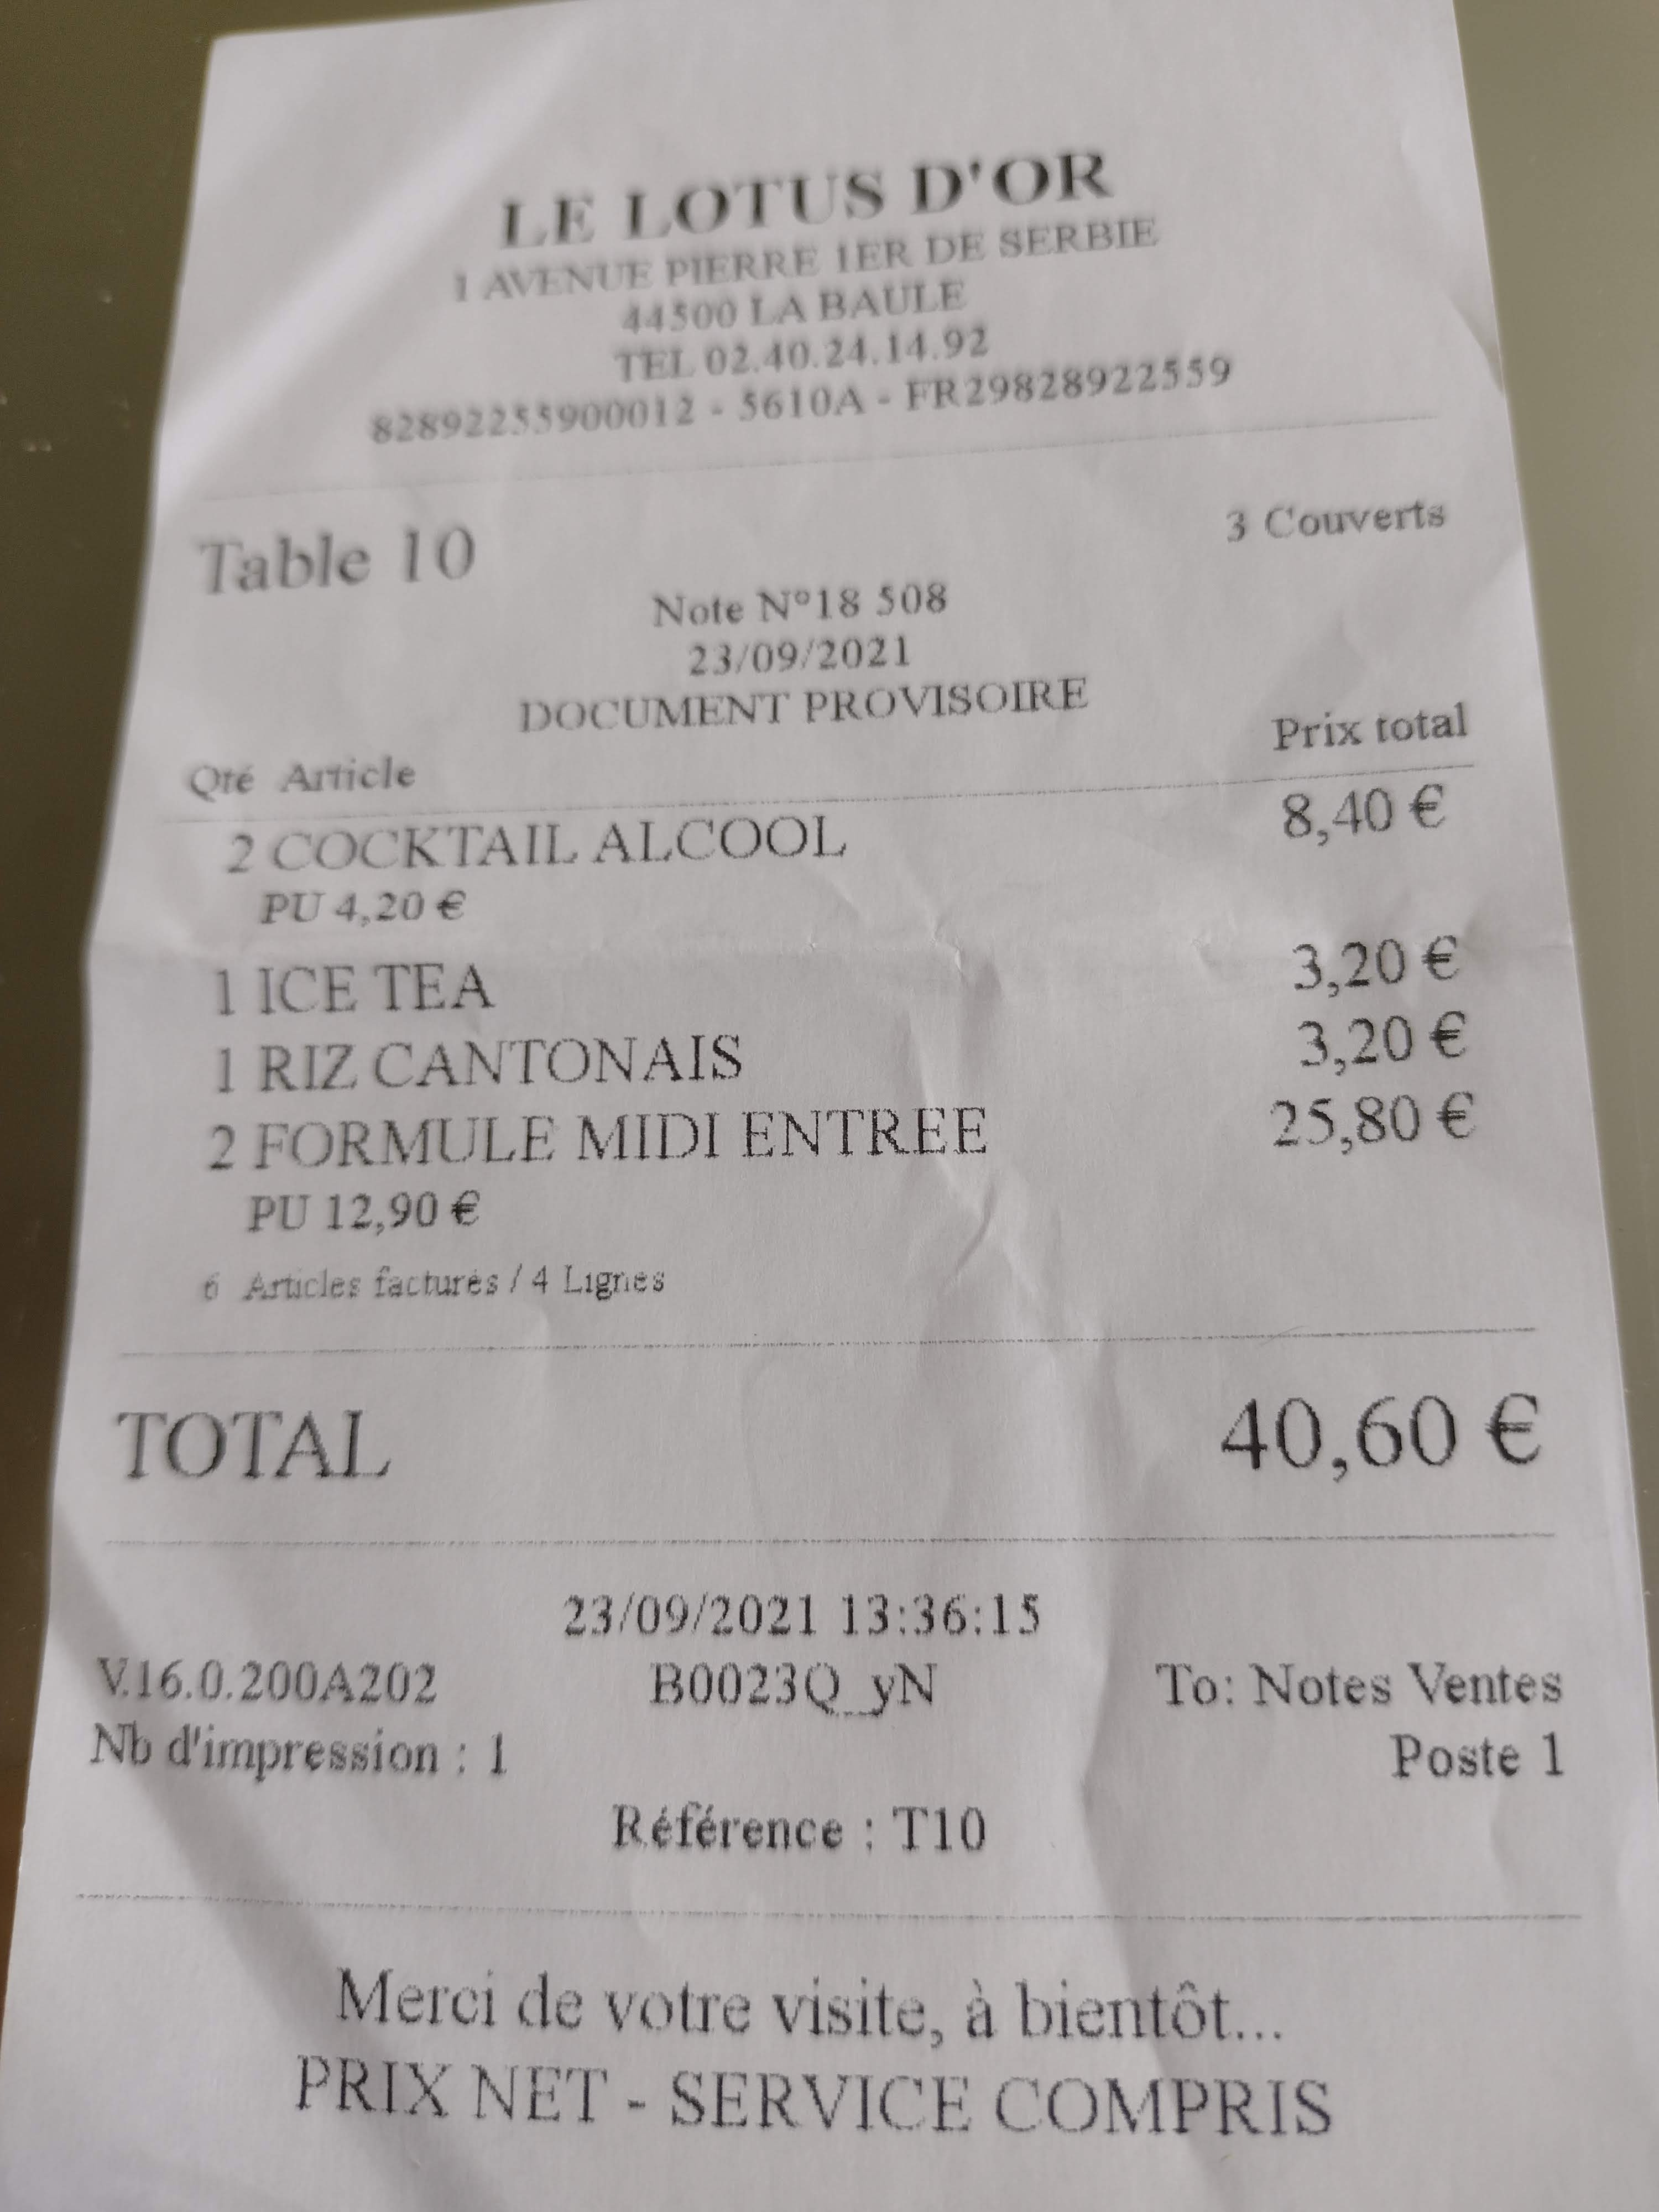 LE LOTUS D'OR
1 AVENUE PIERRE 1ER DE SERBIE
44500 LA BAULE
TEL 02.40.24.14.92
82892255900012 - 5610A - FR29828922559
Table 10 3 Couverts
Note N°18 508
23/09/2021
DOCUMENT PROVISOIRE
Qté Article Prix total
2 COCKTAIL ALCOOL 8,40 €
PU 4,20 €
1 ICE TEA 3,20 €
1 RIZ CANTONAIS 3,20 €
2 FORMULE MIDI ENTREE 25,80 €
PU 12,90 €
6 Articles facturés / 4 Lignes
TOTAL 40,60 €
23/09/2021 13:36:15
V.16.0.200A202 B0023Q_yN To: Notes Ventes
Nb d'impression : 1 Poste 1
Référence : T10
Merci de votre visite, à bientôt...
PRIX NET - SERVICE COMPRIS